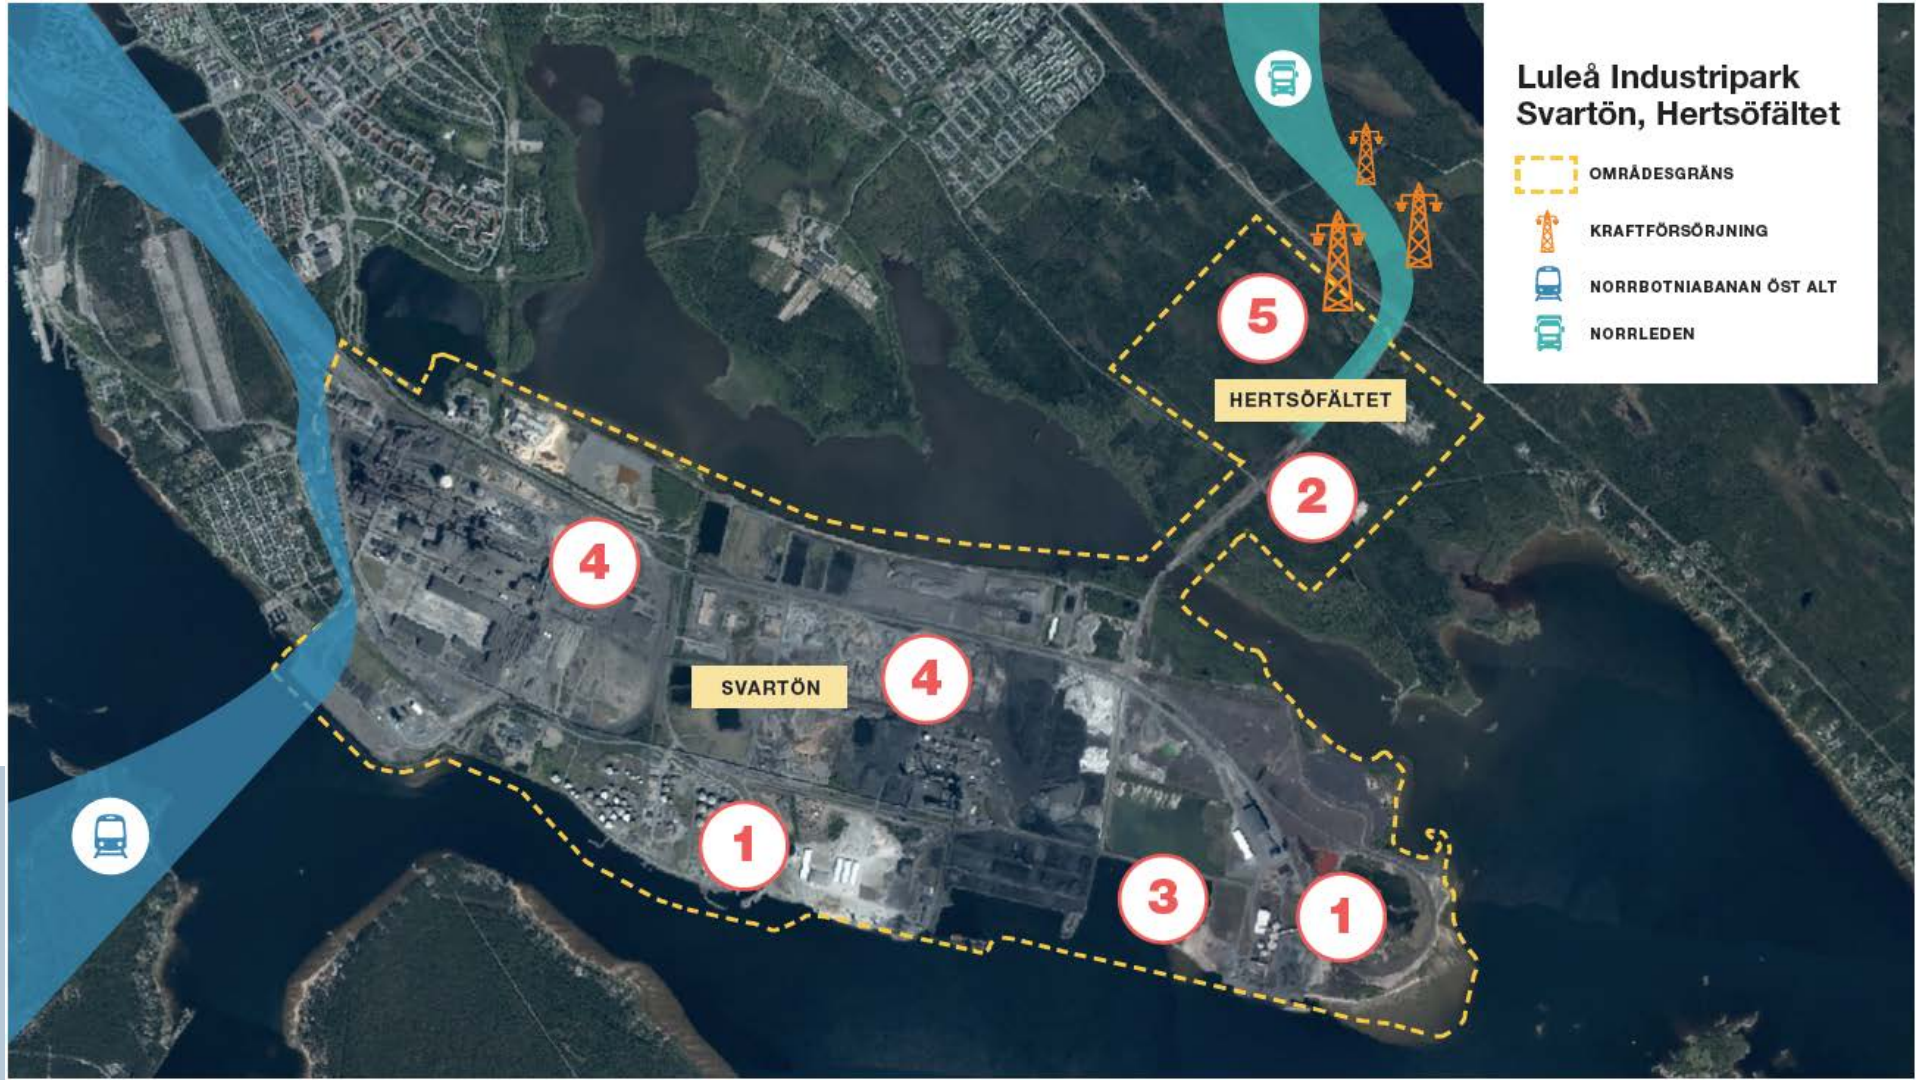 Luleå Industripark
Svartön, Hertsöfältet
OMRÅDESGRÄNS
KRAFTFÖRSÖRJNING
NORRBOTNIABANAN ÖST ALT
NORRLEDEN
5
HERTSÖFÄLTET
2
4
4
SVARTÖN
1
3
1